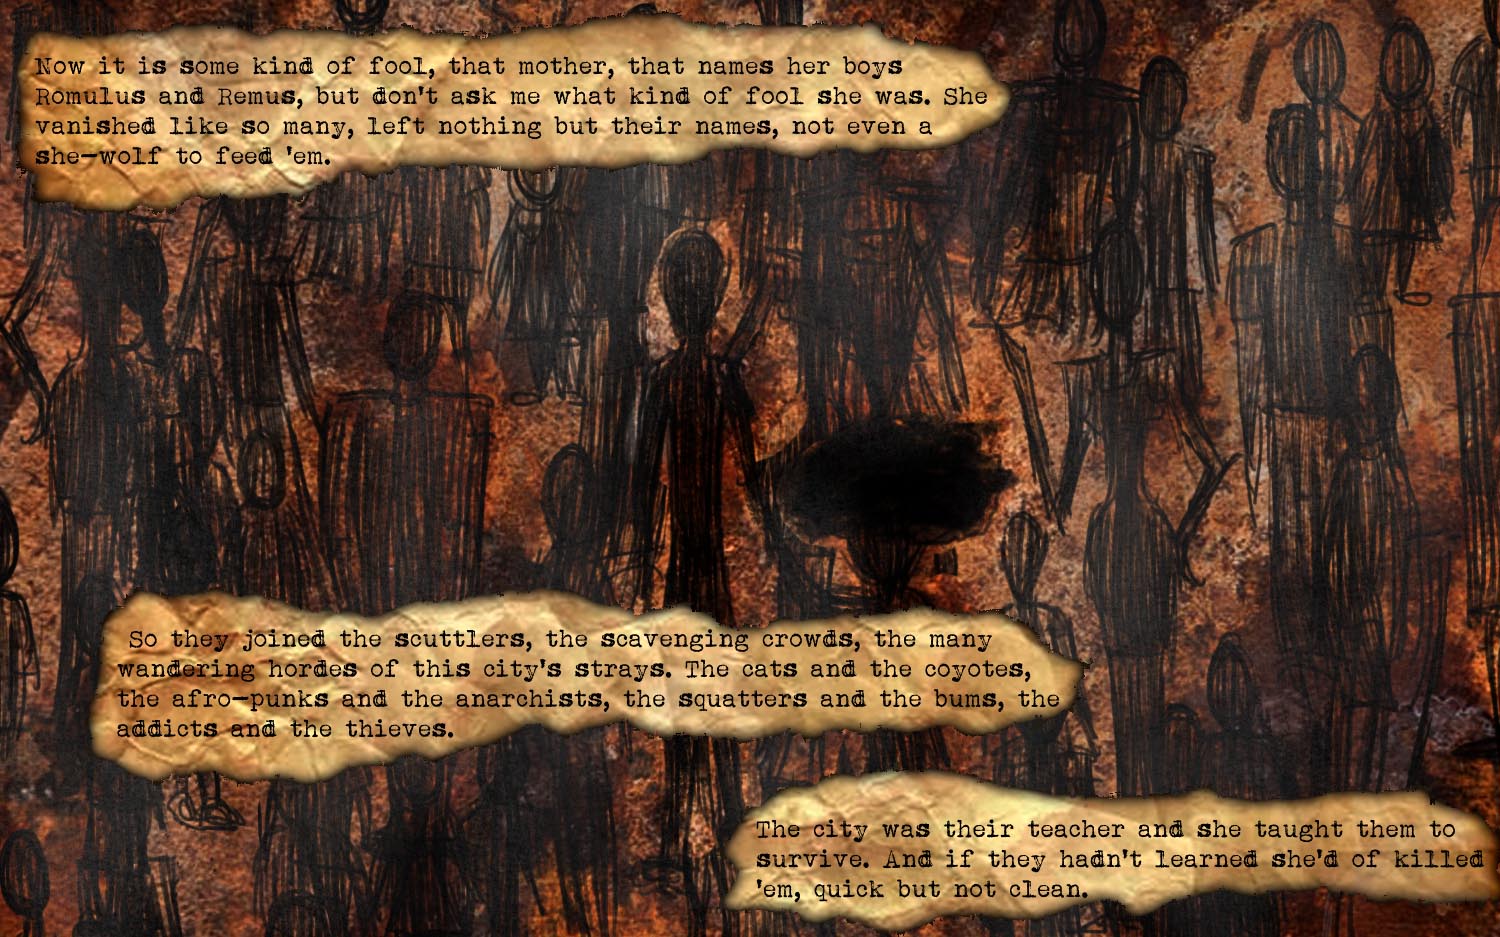 Now it is some kind of fool, that mother, that names her boys
Romulus and Remus, but don't ask me what kind of fool she was. She
vanished like so many, left nothing but their names, not even a
she-wolf to feed 'em.
So they joined the scuttlers, the scavenging crowds, the many
wandering hordes of this city's strays. The cats and the coyotes,
the afro-punks and the anarchists, the squatters and the bums, the
addicts and the thieves.
The city was their teacher and she taught them to
survive. And if they hadn't learned she'd of killed
'em, quick but not clean.